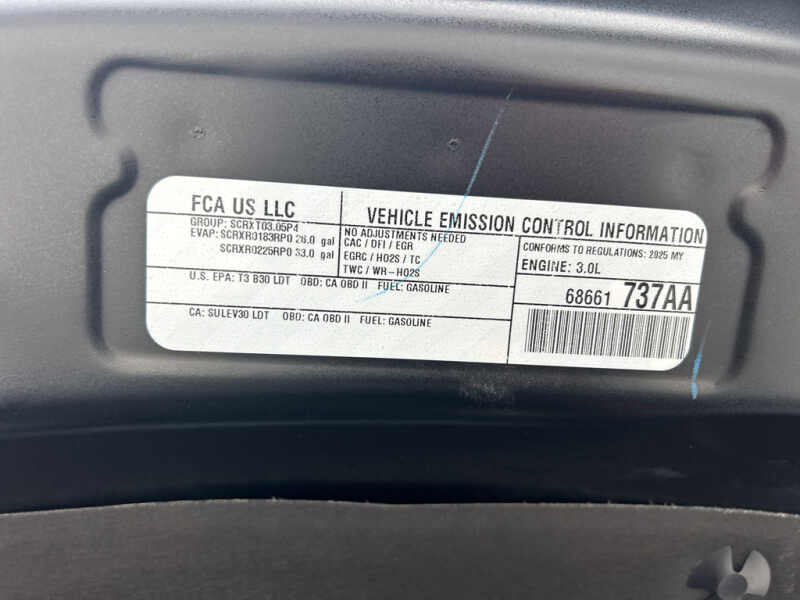 FCA US LLC
GROUP: SCRXT03.05P4
EVAP: SCRXR0183RP0 26.0 gal
SCRXR0225RP0 33.0 gal
VEHICLE EMISSION CONTROL INFORMATION
NO ADJUSTMENTS NEEDED
CAC / DFI / EGR
EGRC / HO2S / TC
TWC / WR-HO2S
CONFORMS TO REGULATIONS: 2025 MY
ENGINE: 3.0L
U.S. EPA: T3 B30 LDT OBD: CA OBD II FUEL: GASOLINE
68661 737AA
CA: SULEV30 LDT OBD: CA OBD II FUEL: GASOLINE